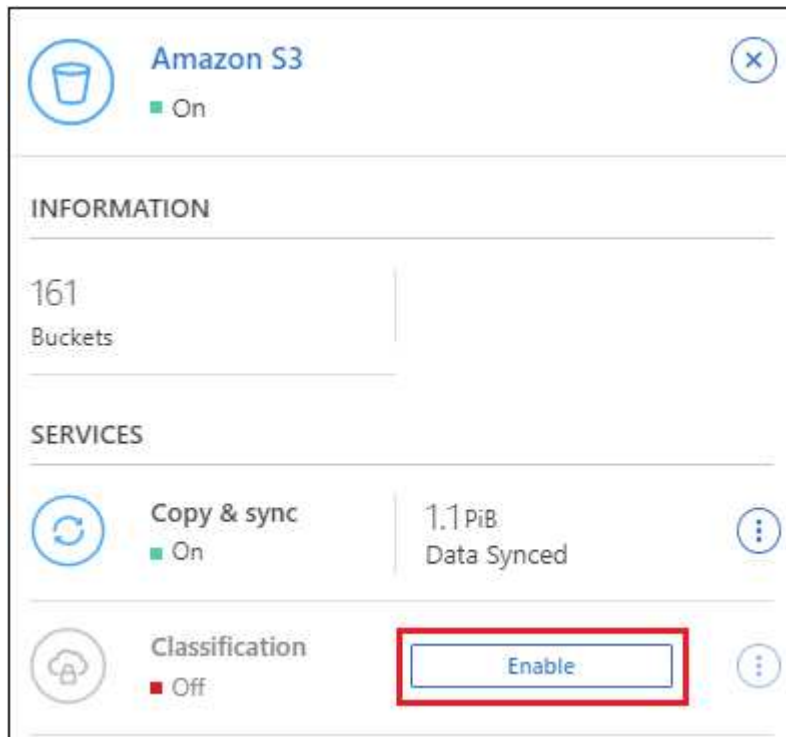 Amazon S3
On
INFORMATION
161
Buckets
SERVICES
Copy & sync
On
1.1 PiB
Data Synced
Classification
Off
Enable